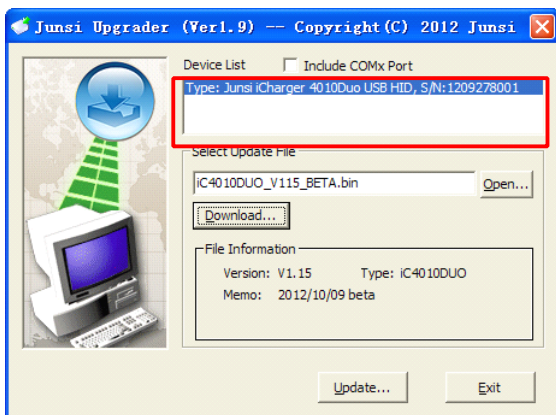 Junsi Upgrader (Ver1.9) -- Copyright(C) 2012 Junsi
Device List Include COMx Port
Type: Junsi iCharger 4010Duo USB HID, S/N:1209278001
Select Update File
iC4010DUO_V115_BETA.bin Open...
Download...
File Information
Version: V1.15 Type: iC4010DUO
Memo: 2012/10/09 beta
Update... Exit